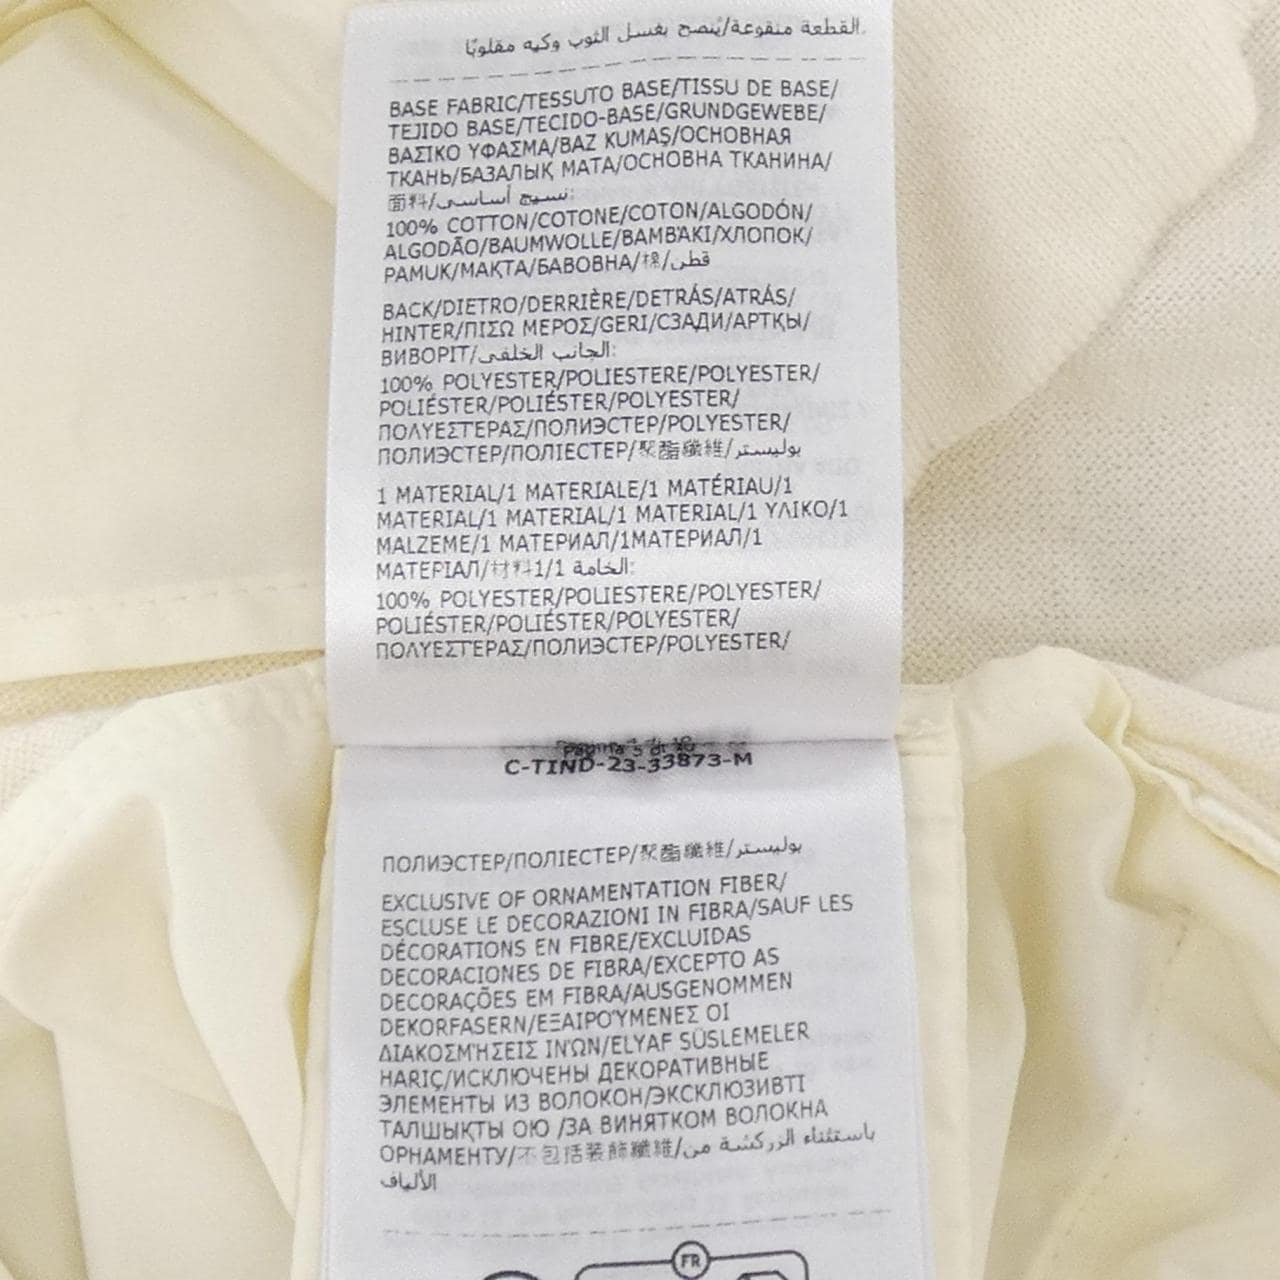 القطعة منقوعة/يُنصح بغسل الثوب وكيه مقلوبًا.
BASE FABRIC/TESSUTO BASE/TISSU DE BASE/
TEJIDO BASE/TECIDO-BASE/GRUNDGEWEBE/
ΒΑΣΙΚΟ ΥΦΑΣΜΑ/BAZ KUMAŞ/ОСНОВНАЯ
ТКАНЬ/БАЗАЛЫҚ МАТА/ОСНОВНА ТКАНИНА/
面料/نسيج أساسي:
100% COTTON/COTONE/COTON/ALGODÓN/
ALGODÃO/BAUMWOLLE/ΒΑΜΒΆΚΙ/ХЛОПОК/
PAMUK/МАҚТА/БАВОВНА/棉/قطن
BACK/DIETRO/DERRIÈRE/DETRÁS/ATRÁS/
HINTER/ΠΙΣΩ ΜΕΡΟΣ/GERI/СЗАДИ/АРТҚЫ/
ВИВОРІТ/الجانب الخلفي:
100% POLYESTER/POLIESTERE/POLYESTER/
POLIÉSTER/POLIÉSTER/POLYESTER/
ΠΟΛΥΕΣΤΕΡΑΣ/ПОЛИЭСТЕР/POLYESTER/
ПОЛИЭСТЕР/ПОЛІЕСТЕР/聚酯纖維/بوليستر
1 MATERIAL/1 MATERIALE/1 MATÉRIAU/1
MATERIAL/1 MATERIAL/1 MATERIAL/1 ΥΛΙΚΟ/1
MALZEME/1 МАТЕРИАЛ/1МАТЕРИАЛ/1
МАТЕРІАЛ/材料1/1 الخامة:
100% POLYESTER/POLIESTERE/POLYESTER/
POLIÉSTER/POLIÉSTER/POLYESTER/
ΠΟΛΥΕΣΤΕΡΑΣ/ПОЛИЭСТЕР/POLYESTER/
Pagina 5 di
C-TIND-23-33873-M
ПОЛИЭСТЕР/ПОЛІЕСТЕР/聚酯纖維/بوليستر
EXCLUSIVE OF ORNAMENTATION FIBER/
ESCLUSE LE DECORAZIONI IN FIBRA/SAUF LES
DÉCORATIONS EN FIBRE/EXCLUIDAS
DECORACIONES DE FIBRA/EXCEPTO AS
DECORAÇÕES EM FIBRA/AUSGENOMMEN
DEKORFASERN/ΕΞΑΙΡΟΎΜΕΝΕΣ ΟΙ
ΔΙΑΚΟΣΜΉΣΕΙΣ ΙΝΏΝ/ELYAF SÜSLEMELER
HARIÇ/ИСКЛЮЧЕНЫ ДЕКОРАТИВНЫЕ
ЭЛЕМЕНТЫ ИЗ ВОЛОКОН/ЭКСКЛЮЗИВТІ
ТАЛШЫҚТЫ ОЮ /ЗА ВИНЯТКОМ ВОЛОКНА
ОРНАМЕНТУ/不包括装飾纖維/باستثناء الزركشة من
الألياف
FR